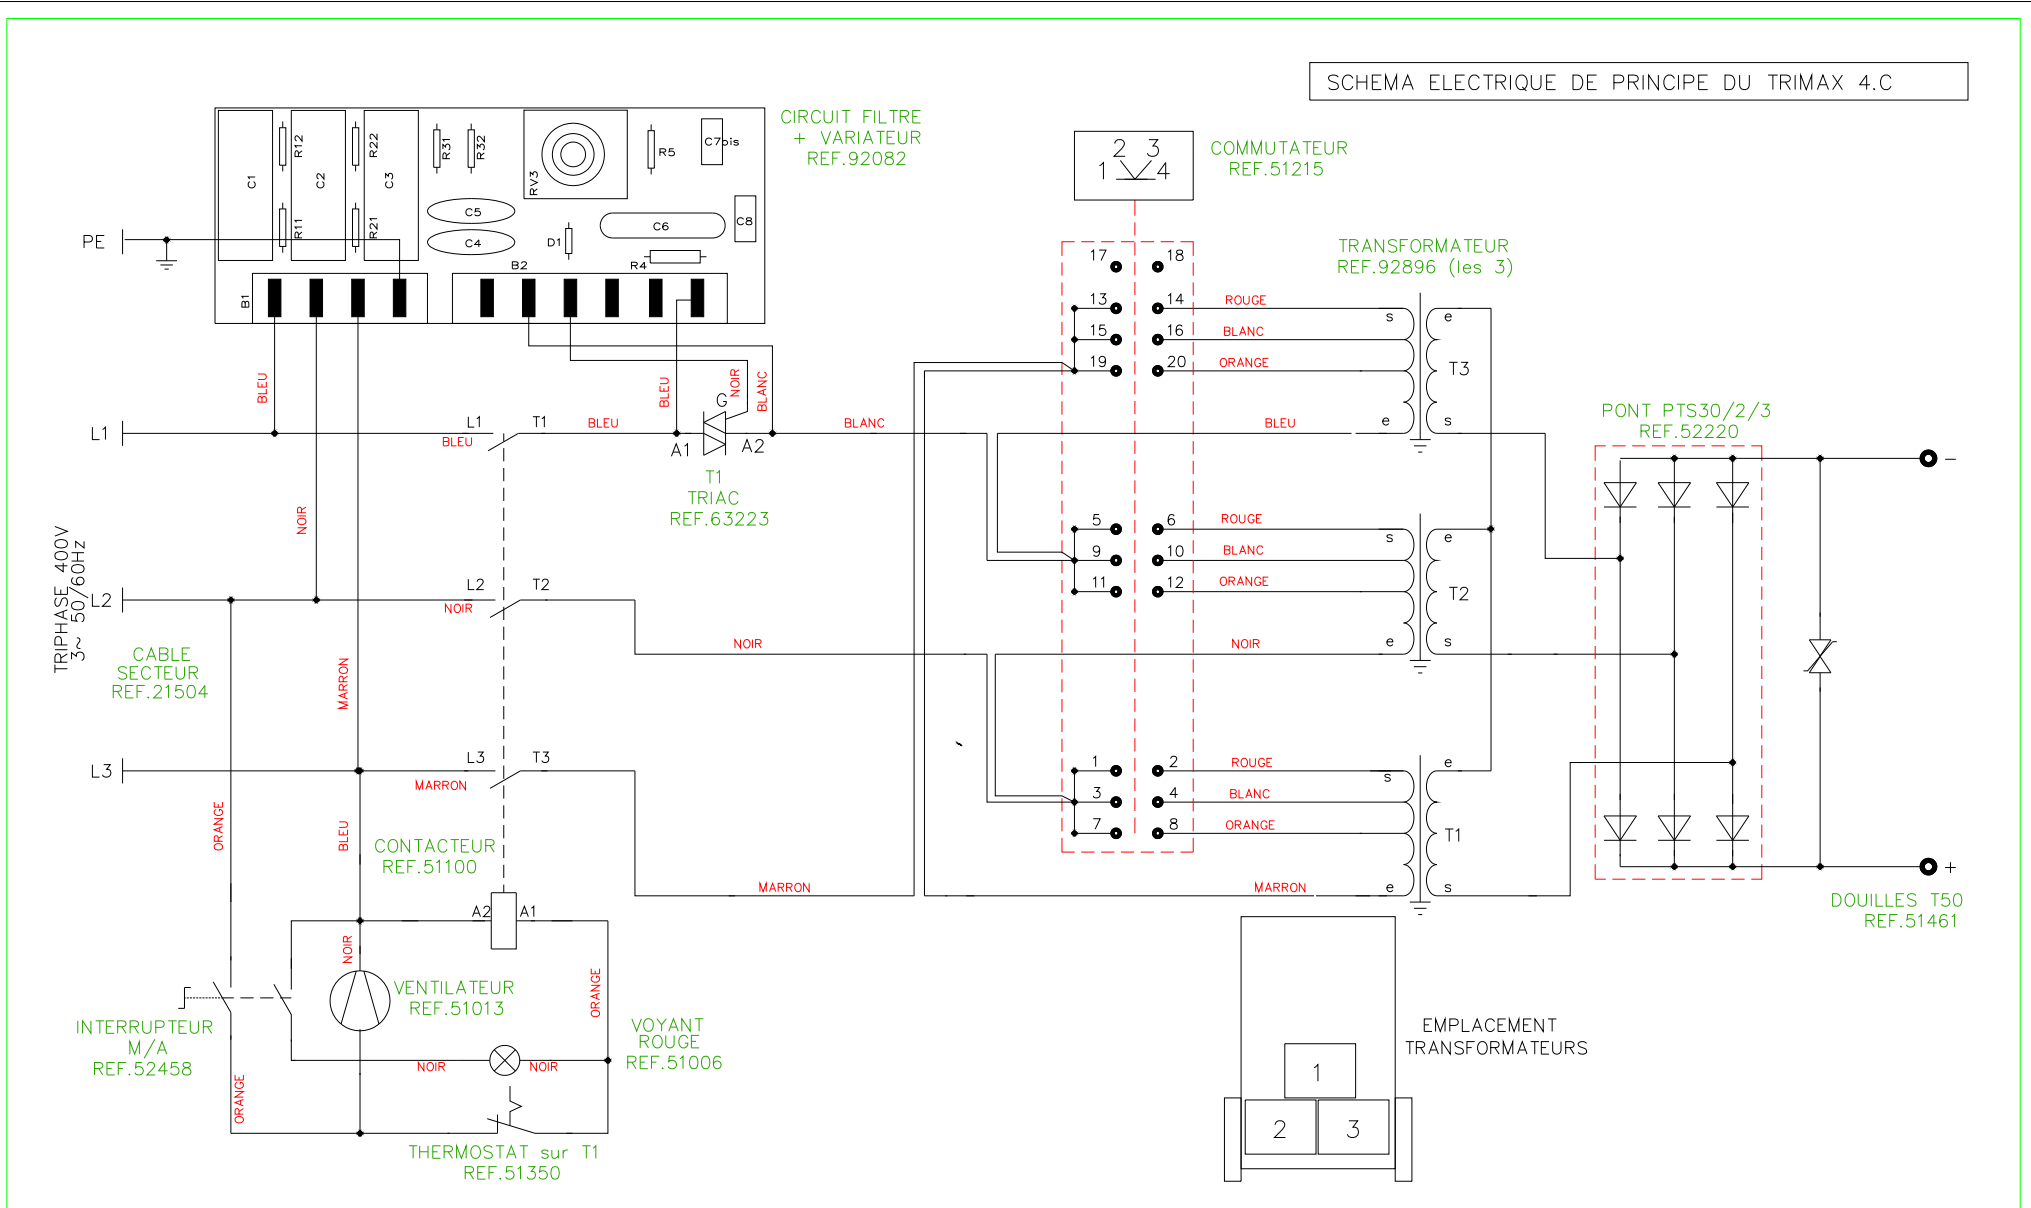 SCHEMA ELECTRIQUE DE PRINCIPE DU TRIMAX 4.C
CIRCUIT FILTRE
+ VARIATEUR
REF.92082
C1
R12
R11
C2
R22
R21
C3
R31
R32
C5
C4
RV3
D1
R5
C7bis
C6
C8
R4
B1
B2
PE
COMMUTATEUR
REF.51215
2 3
1 4
TRANSFORMATEUR
REF.92896 (les 3)
17 18
13 14 ROUGE s e
15 16 BLANC
19 20 ORANGE
T3
BLEU e s
5 6 ROUGE s e
9 10 BLANC
11 12 ORANGE
T2
NOIR e s
1 2 ROUGE s e
3 4 BLANC
7 8 ORANGE
T1
MARRON e s
PONT PTS30/2/3
REF.52220
-
+
DOUILLES T50
REF.51461
BLEU
BLEU
NOIR
BLANC
L1
L1 T1
BLEU
BLEU
G
A1 A2
BLANC
T1
TRIAC
REF.63223
NOIR
TRIPHASE 400V
3~ 50/60Hz
L2
L2 T2
NOIR
NOIR
CABLE
SECTEUR
REF.21504
MARRON
L3
L3 T3
MARRON
MARRON
ORANGE
BLEU
CONTACTEUR
REF.51100
A2 A1
NOIR
VENTILATEUR
REF.51013
ORANGE
INTERRUPTEUR
M/A
REF.52458
VOYANT
ROUGE
REF.51006
NOIR NOIR
ORANGE
THERMOSTAT sur T1
REF.51350
EMPLACEMENT
TRANSFORMATEURS
1
2 3